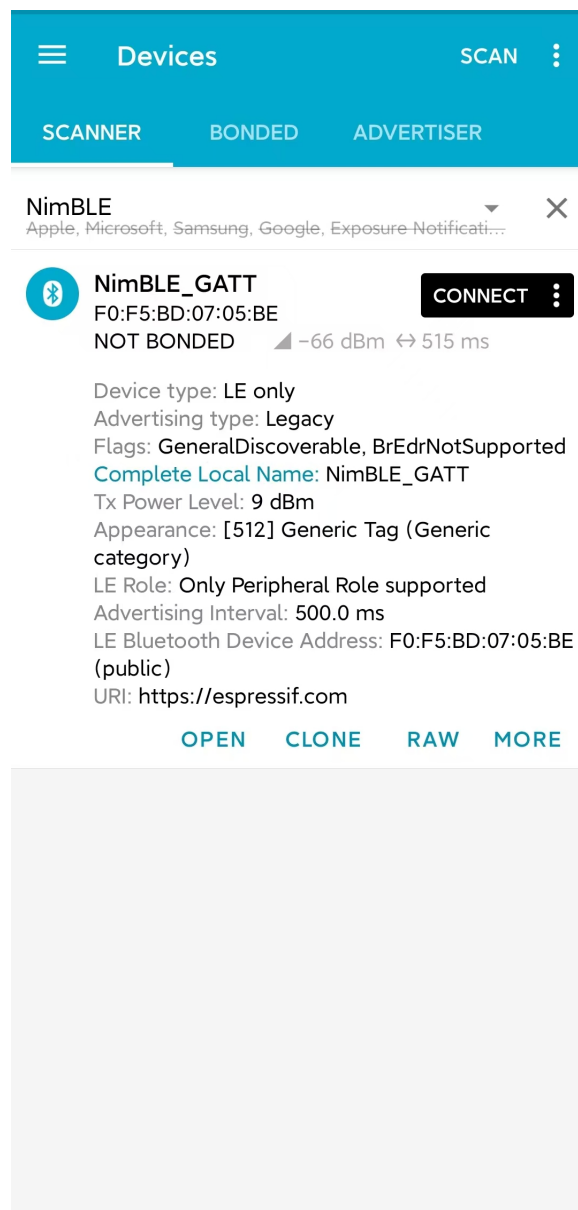 Devices SCAN
SCANNER BONDED ADVERTISER
NimBLE
Apple, Microsoft, Samsung, Google, Exposure Notificati...
NimBLE_GATT
CONNECT
F0:F5:BD:07:05:BE
NOT BONDED -66 dBm ↔ 515 ms
Device type: LE only
Advertising type: Legacy
Flags: GeneralDiscoverable, BrEdrNotSupported
Complete Local Name: NimBLE_GATT
Tx Power Level: 9 dBm
Appearance: [512] Generic Tag (Generic
category)
LE Role: Only Peripheral Role supported
Advertising Interval: 500.0 ms
LE Bluetooth Device Address: F0:F5:BD:07:05:BE
(public)
URI: https://espressif.com
OPEN CLONE RAW MORE